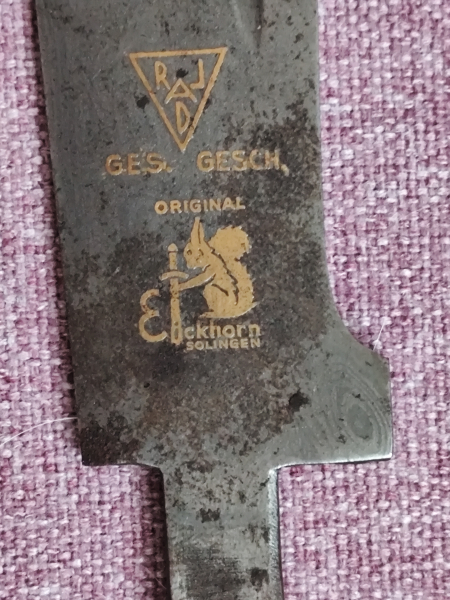 RAD
J
GES. GESCH.
ORIGINAL
Eickhorn
SOLINGEN